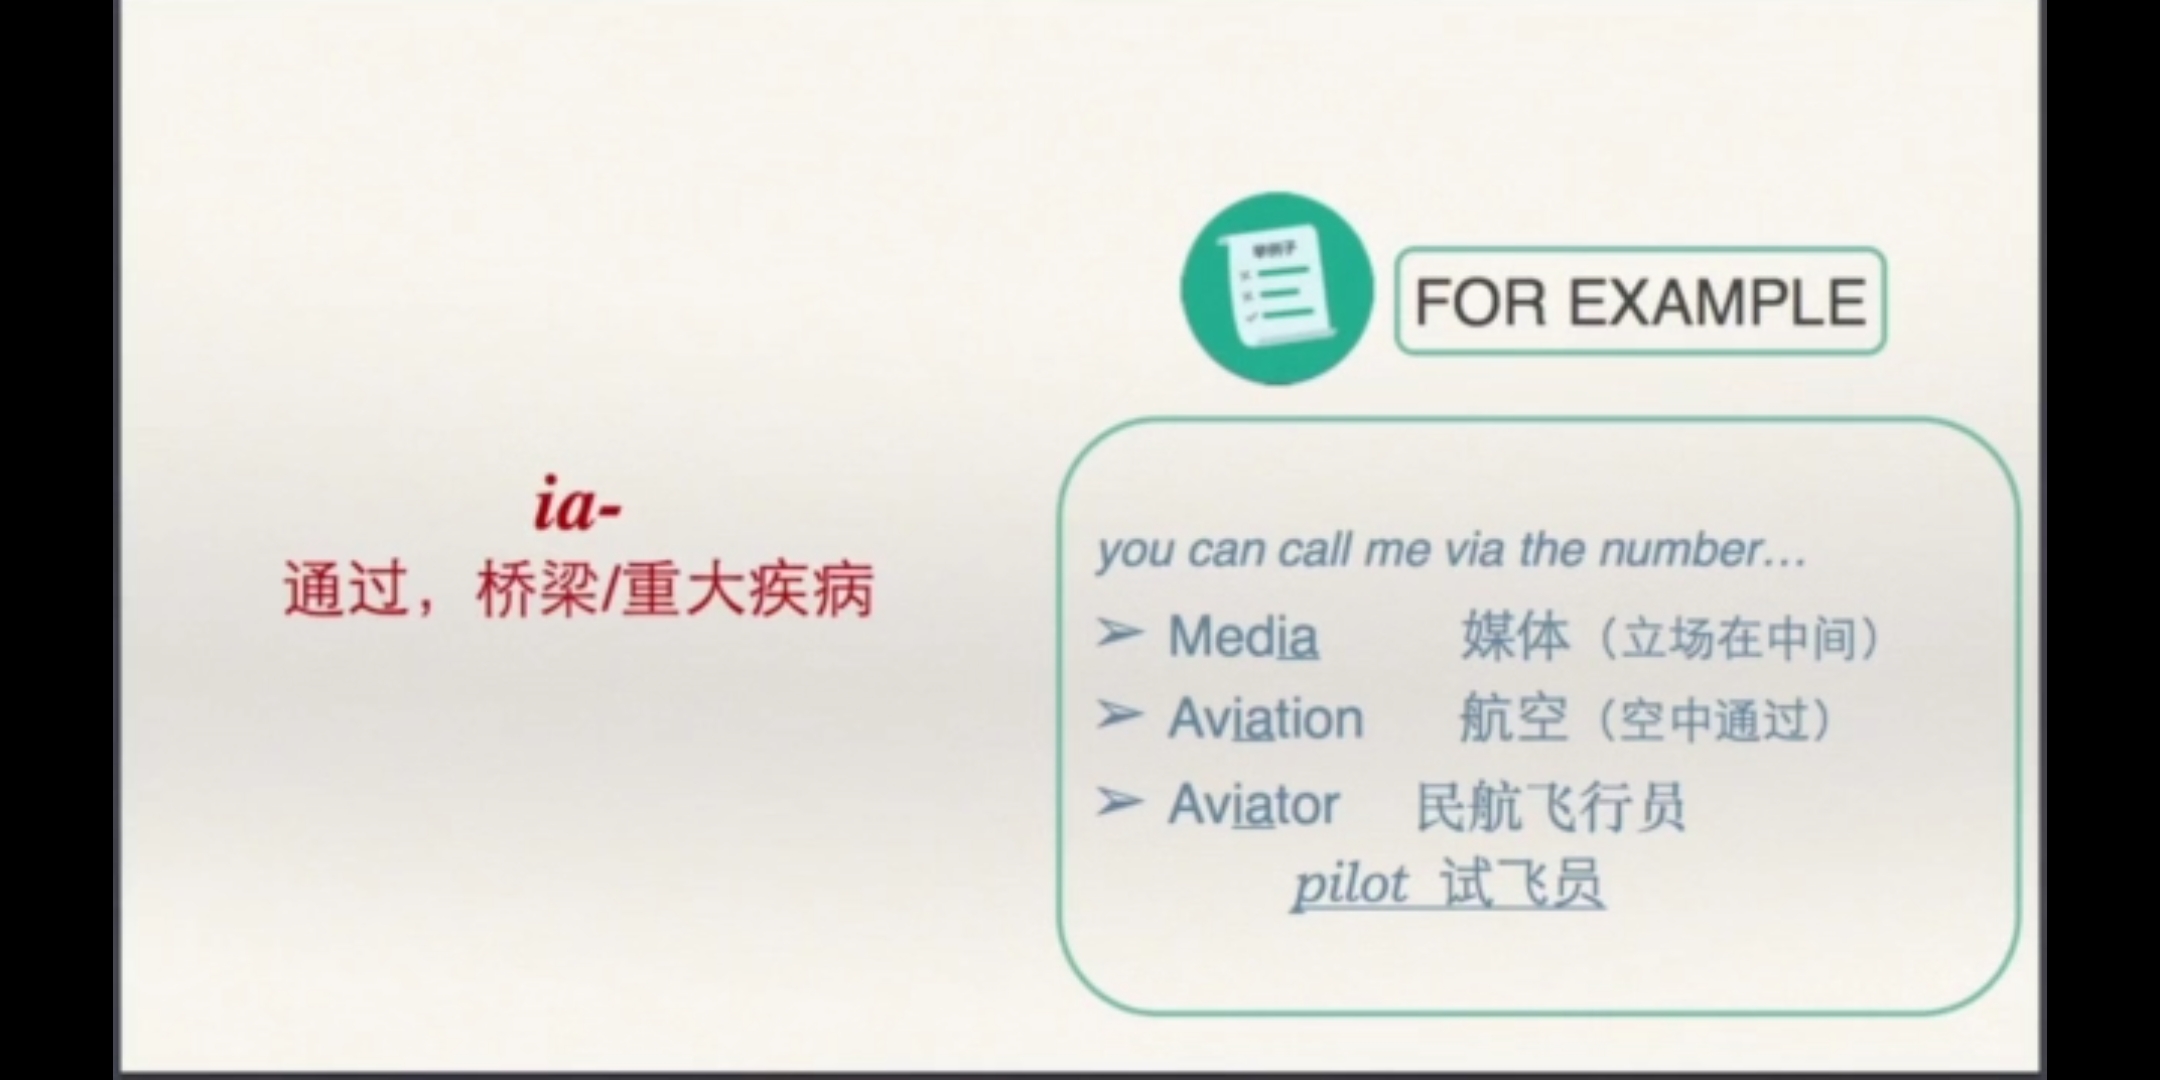 ia-
通过，桥梁/重大疾病
举例子
FOR EXAMPLE
you can call me via the number…
➢ Media 媒体（立场在中间）
➢ Aviation 航空（空中通过）
➢ Aviator 民航飞行员
pilot 试飞员